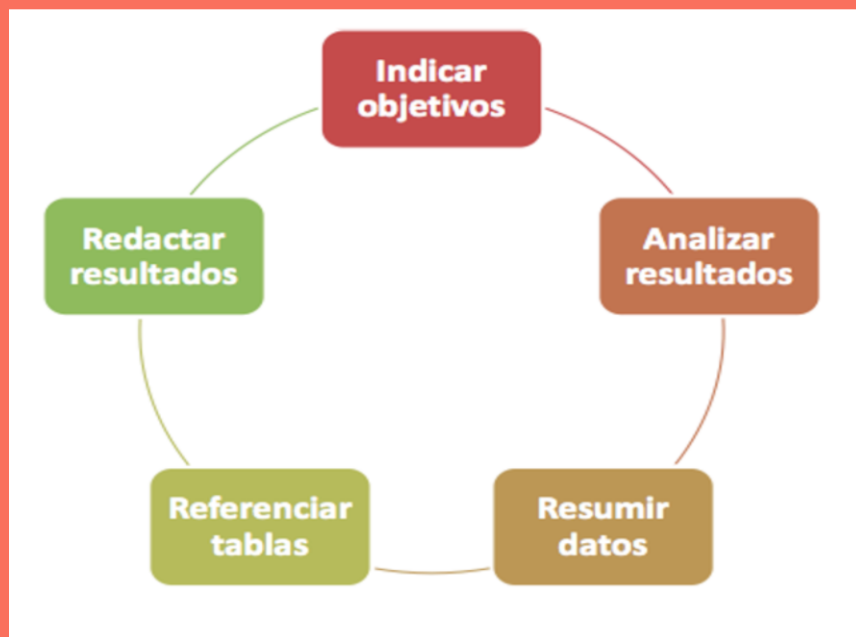 Indicar
objetivos
Analizar
resultados
Resumir
datos
Referenciar
tablas
Redactar
resultados